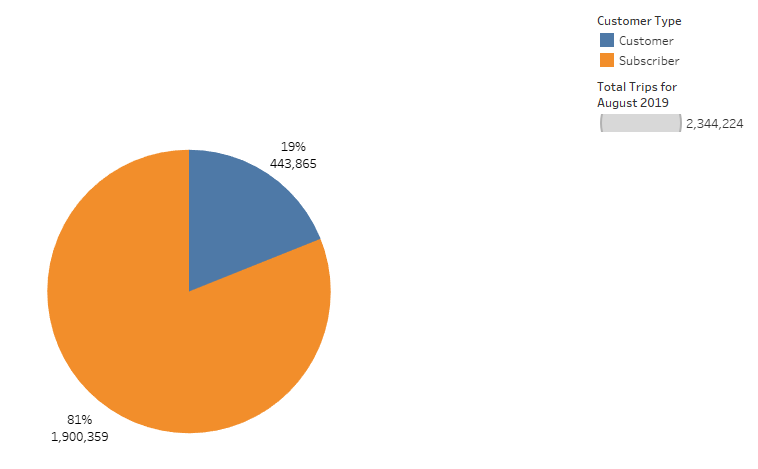 Customer Type
Customer
Subscriber
Total Trips for
August 2019
2,344,224
19%
443,865
81%
1,900,359